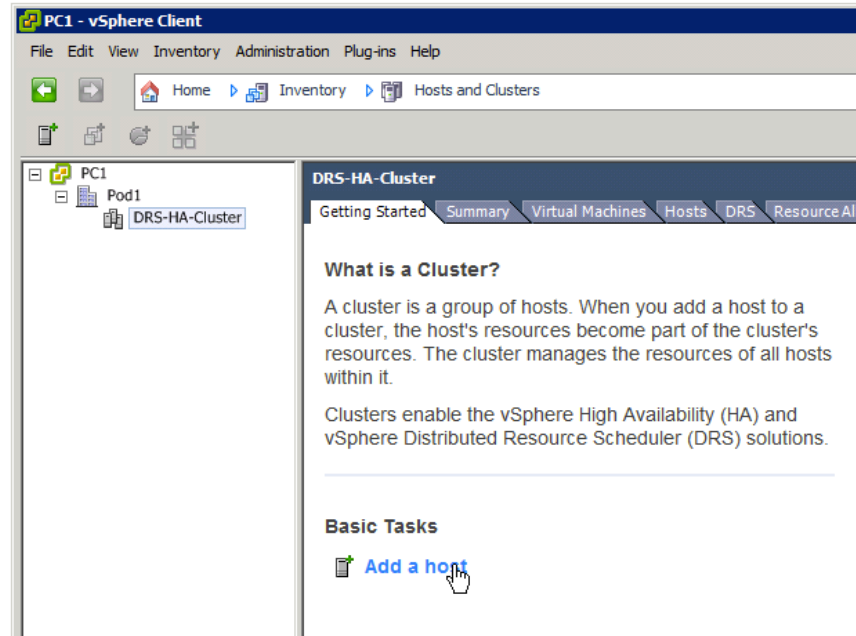 PC1 - vSphere Client
File Edit View Inventory Administration Plug-ins Help
Home Inventory Hosts and Clusters
PC1
Pod1
DRS-HA-Cluster
DRS-HA-Cluster
Getting Started Summary Virtual Machines Hosts DRS Resource Al
What is a Cluster?
A cluster is a group of hosts. When you add a host to a
cluster, the host's resources become part of the cluster's
resources. The cluster manages the resources of all hosts
within it.
Clusters enable the vSphere High Availability (HA) and
vSphere Distributed Resource Scheduler (DRS) solutions.
Basic Tasks
Add a host